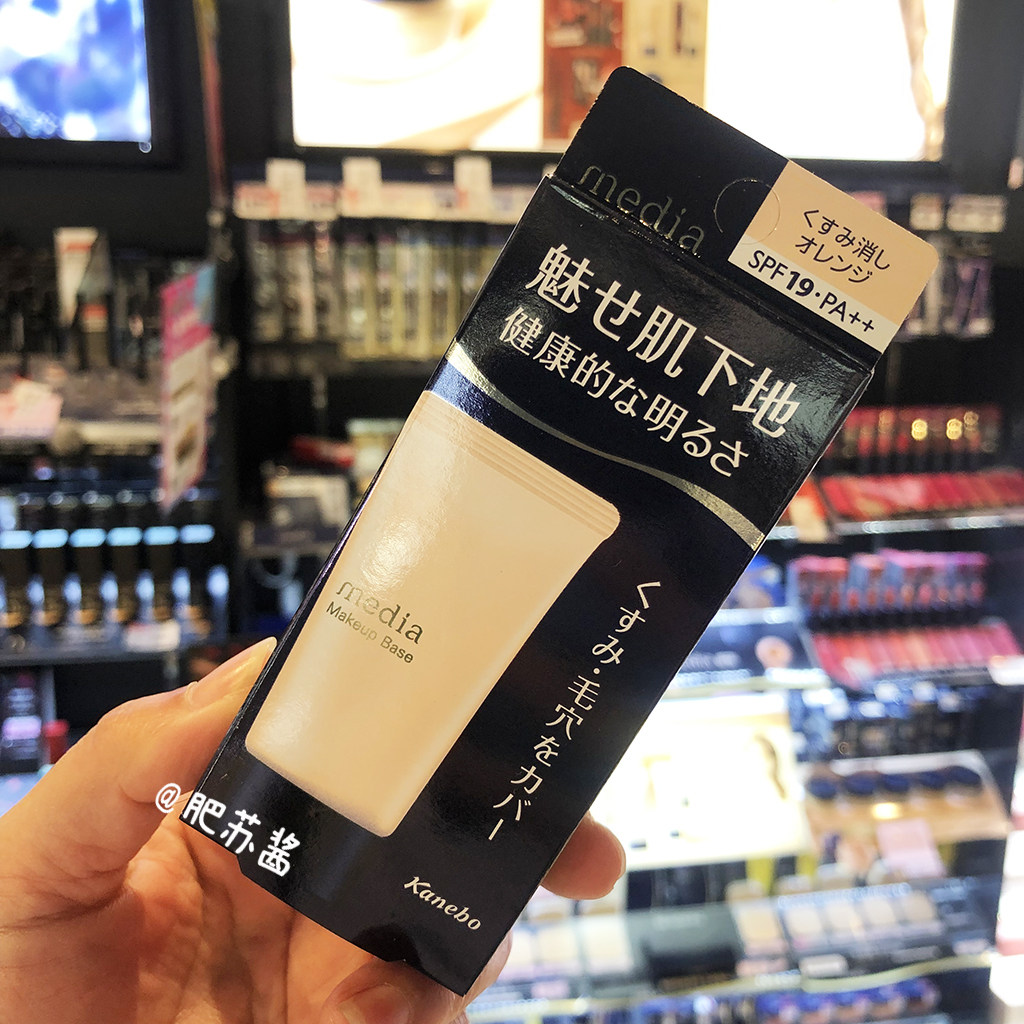 media
くすみ消し
オレンジ
SPF19・PA++
魅せ肌下地
健康的な明るさ
media
Makeup Base
くすみ・毛穴をカバー
Kanebo
@肥苏酱